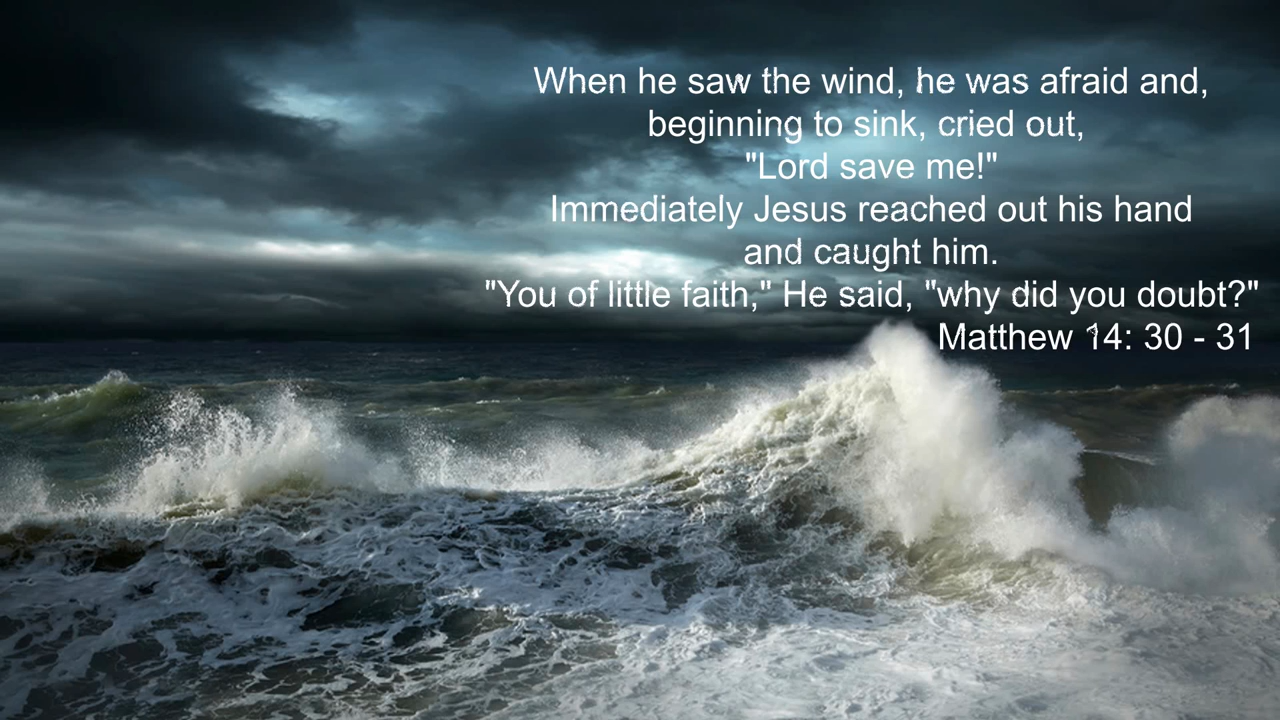 When he saw the wind, he was afraid and,
beginning to sink, cried out,
"Lord save me!"
Immediately Jesus reached out his hand
and caught him.
"You of little faith," He said, "why did you doubt?"
Matthew 14: 30 - 31